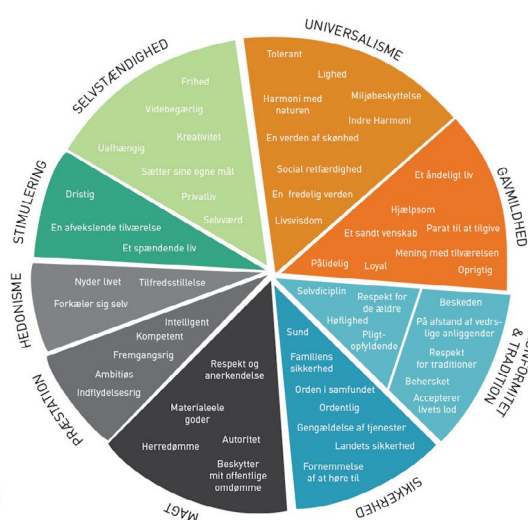 UNIVERSALISME
Tolerant
Lighed
Miljøbeskyttelse
Harmoni med
naturen
Indre Harmoni
En verden af skønhed
Social retfærdighed
En fredelig verden
Livsvisdom
GAVMILDHED
Et åndeligt liv
Hjælpsom
Parat til at tilgive
Et sandt venskab
Mening med tilværelsen
Pålidelig
Loyal
Oprigtig
& TRADITION
Selvdiciplin
Respekt for
de ældre
Høflighed
Pligt-
opfyldende
Beskeden
På afstand af vedrs-
lige anliggender
Respekt
for traditioner
Behersket
Accepterer
livets lod
SIKKERHED
Sund
Familiens
sikkerhed
Orden i samfundet
Ordentlig
Gengældelse af tjenester
Landets sikkerhed
Fornemmelse
af at høre til
MAGT
Respekt og
anerkendelse
Materialeele
goder
Autoritet
Herredømme
Beskytter
mit offentlige
omdømme
PRÆSTATION
Intelligent
Kompetent
Fremgangsrig
Ambitiøs
Indflydelsesrig
HEDONISME
Nyder livet
Tilfredsstillelse
Forkæler sig selv
STIMULERING
Dristig
En afvekslende tilværelse
Et spændende liv
SELVSTÆNDIGHED
Frihed
Videbegærlig
Kreativitet
Uafhængig
Sætter sine egne mål
Privatliv
Selvværd